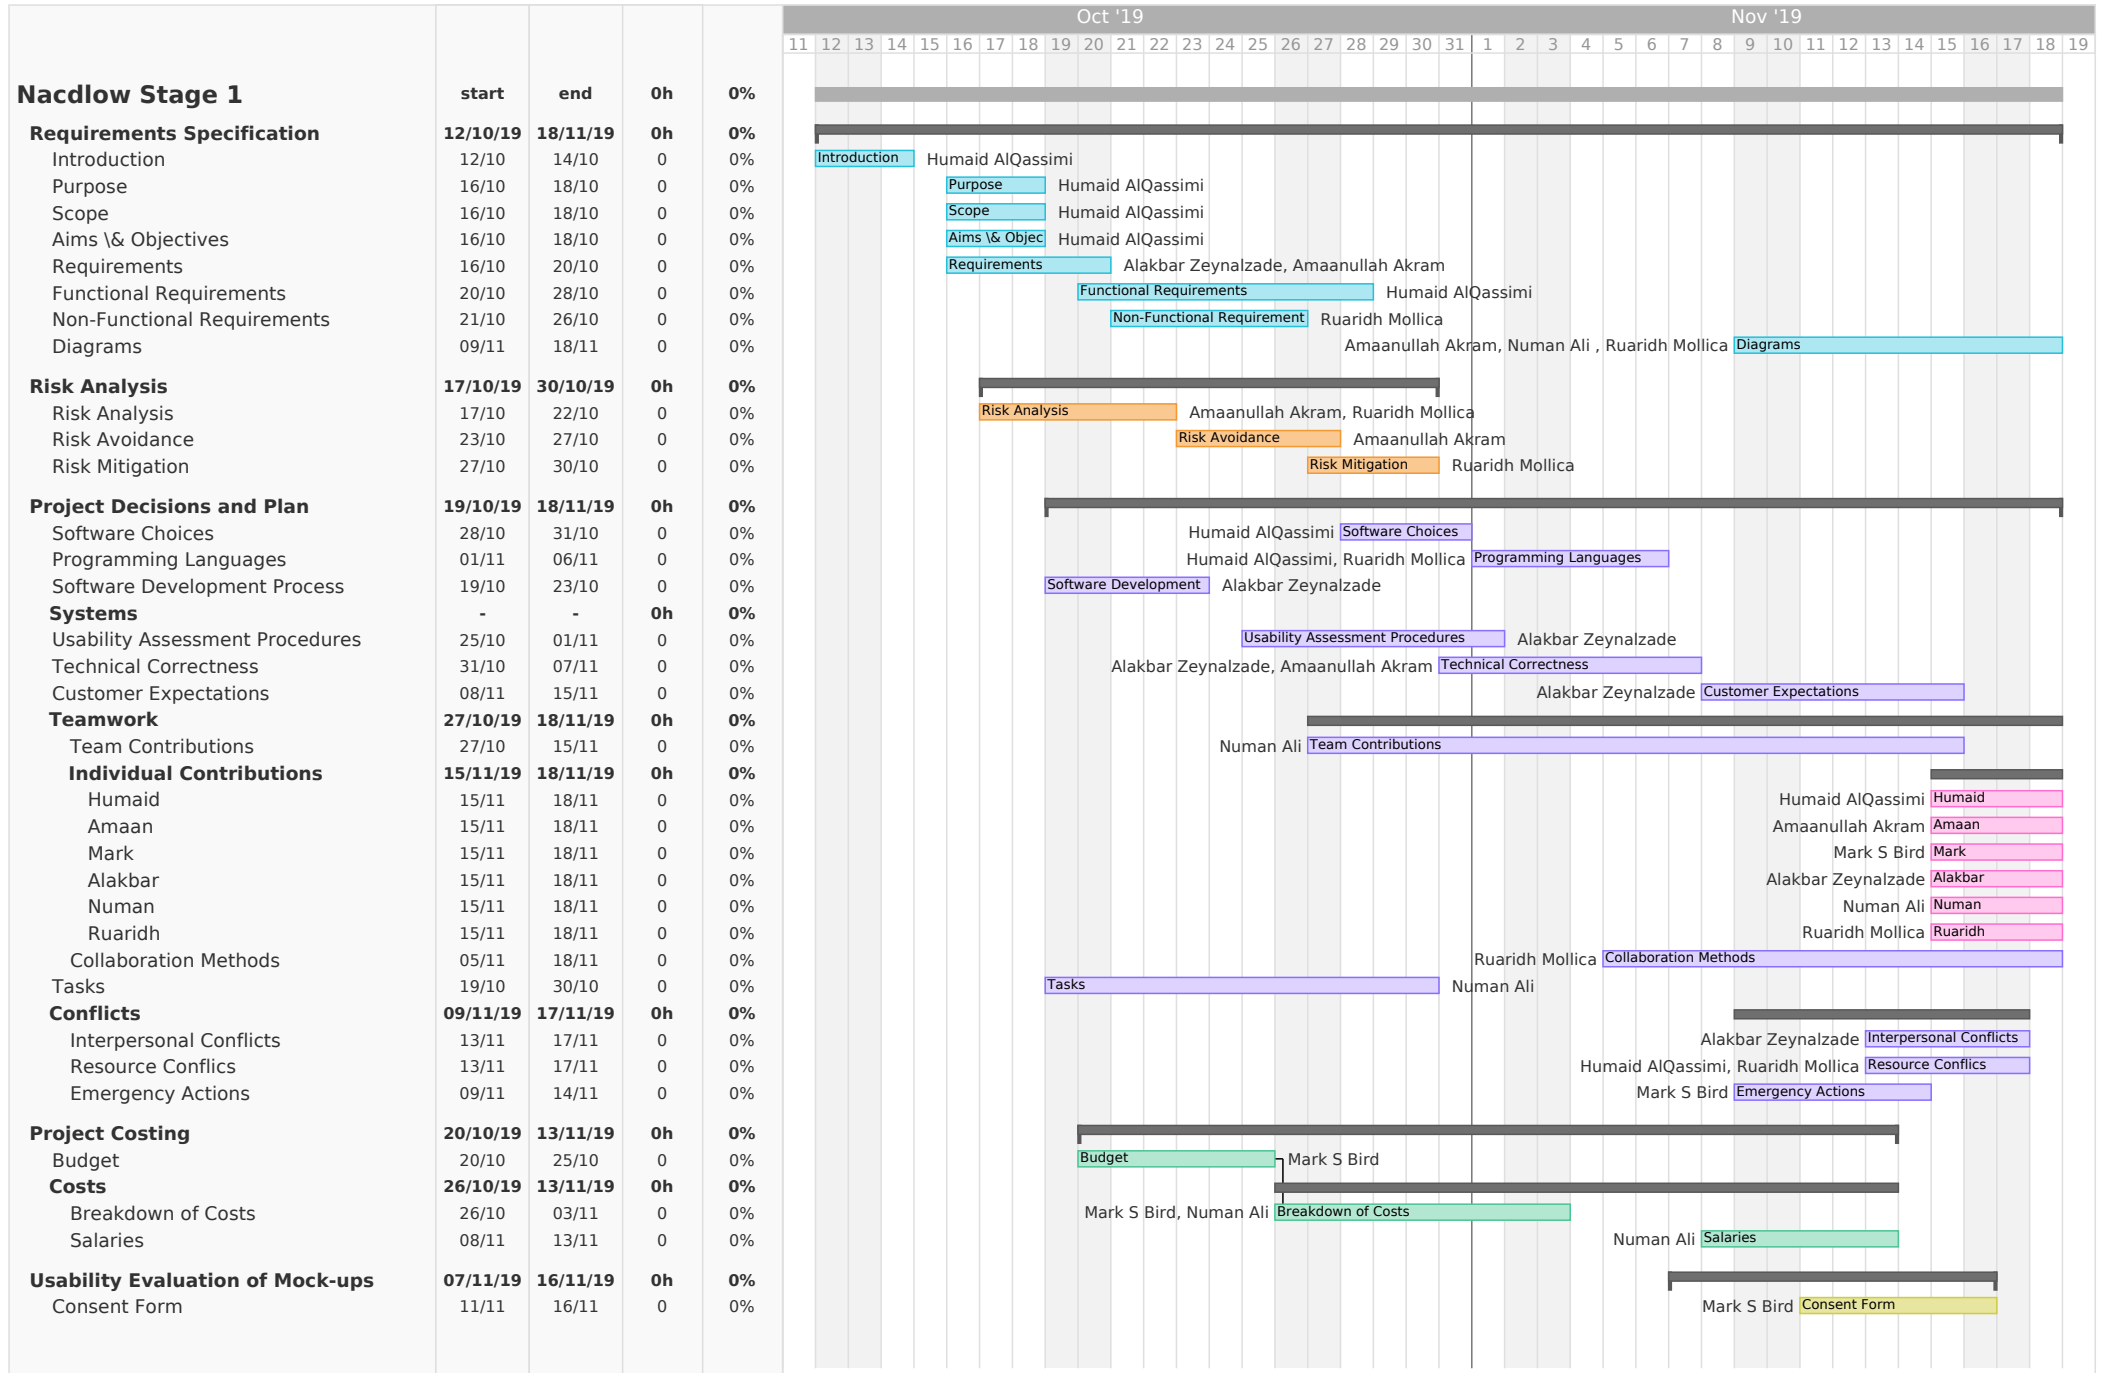 Oct '19 Nov '19
11 12 13 14 15 16 17 18 19 20 21 22 23 24 25 26 27 28 29 30 31 1 2 3 4 5 6 7 8 9 10 11 12 13 14 15 16 17 18 19
Nacdlow Stage 1 start end 0h 0%
Requirements Specification 12/10/19 18/11/19 0h 0%
Introduction 12/10 14/10 0 0% Introduction Humaid AlQassimi
Purpose 16/10 18/10 0 0% Purpose Humaid AlQassimi
Scope 16/10 18/10 0 0% Scope Humaid AlQassimi
Aims \& Objectives 16/10 18/10 0 0% Aims \& Objec Humaid AlQassimi
Requirements 16/10 20/10 0 0% Requirements Alakbar Zeynalzade, Amaanullah Akram
Functional Requirements 20/10 28/10 0 0% Functional Requirements Humaid AlQassimi
Non-Functional Requirements 21/10 26/10 0 0% Non-Functional Requirement Ruaridh Mollica
Diagrams 09/11 18/11 0 0% Amaanullah Akram, Numan Ali , Ruaridh Mollica Diagrams
Risk Analysis 17/10/19 30/10/19 0h 0%
Risk Analysis 17/10 22/10 0 0% Risk Analysis Amaanullah Akram, Ruaridh Mollica
Risk Avoidance 23/10 27/10 0 0% Risk Avoidance Amaanullah Akram
Risk Mitigation 27/10 30/10 0 0% Risk Mitigation Ruaridh Mollica
Project Decisions and Plan 19/10/19 18/11/19 0h 0%
Software Choices 28/10 31/10 0 0% Humaid AlQassimi Software Choices
Programming Languages 01/11 06/11 0 0% Humaid AlQassimi, Ruaridh Mollica Programming Languages
Software Development Process 19/10 23/10 0 0% Software Development Alakbar Zeynalzade
Systems - - 0h 0%
Usability Assessment Procedures 25/10 01/11 0 0% Usability Assessment Procedures Alakbar Zeynalzade
Technical Correctness 31/10 07/11 0 0% Alakbar Zeynalzade, Amaanullah Akram Technical Correctness
Customer Expectations 08/11 15/11 0 0% Alakbar Zeynalzade Customer Expectations
Teamwork 27/10/19 18/11/19 0h 0%
Team Contributions 27/10 15/11 0 0% Numan Ali Team Contributions
Individual Contributions 15/11/19 18/11/19 0h 0%
Humaid 15/11 18/11 0 0% Humaid AlQassimi Humaid
Amaan 15/11 18/11 0 0% Amaanullah Akram Amaan
Mark 15/11 18/11 0 0% Mark S Bird Mark
Alakbar 15/11 18/11 0 0% Alakbar Zeynalzade Alakbar
Numan 15/11 18/11 0 0% Numan Ali Numan
Ruaridh 15/11 18/11 0 0% Ruaridh Mollica Ruaridh
Collaboration Methods 05/11 18/11 0 0% Ruaridh Mollica Collaboration Methods
Tasks 19/10 30/10 0 0% Tasks Numan Ali
Conflicts 09/11/19 17/11/19 0h 0%
Interpersonal Conflicts 13/11 17/11 0 0% Alakbar Zeynalzade Interpersonal Conflicts
Resource Conflics 13/11 17/11 0 0% Humaid AlQassimi, Ruaridh Mollica Resource Conflics
Emergency Actions 09/11 14/11 0 0% Mark S Bird Emergency Actions
Project Costing 20/10/19 13/11/19 0h 0%
Budget 20/10 25/10 0 0% Budget Mark S Bird
Costs 26/10/19 13/11/19 0h 0%
Breakdown of Costs 26/10 03/11 0 0% Mark S Bird, Numan Ali Breakdown of Costs
Salaries 08/11 13/11 0 0% Numan Ali Salaries
Usability Evaluation of Mock-ups 07/11/19 16/11/19 0h 0%
Consent Form 11/11 16/11 0 0% Mark S Bird Consent Form